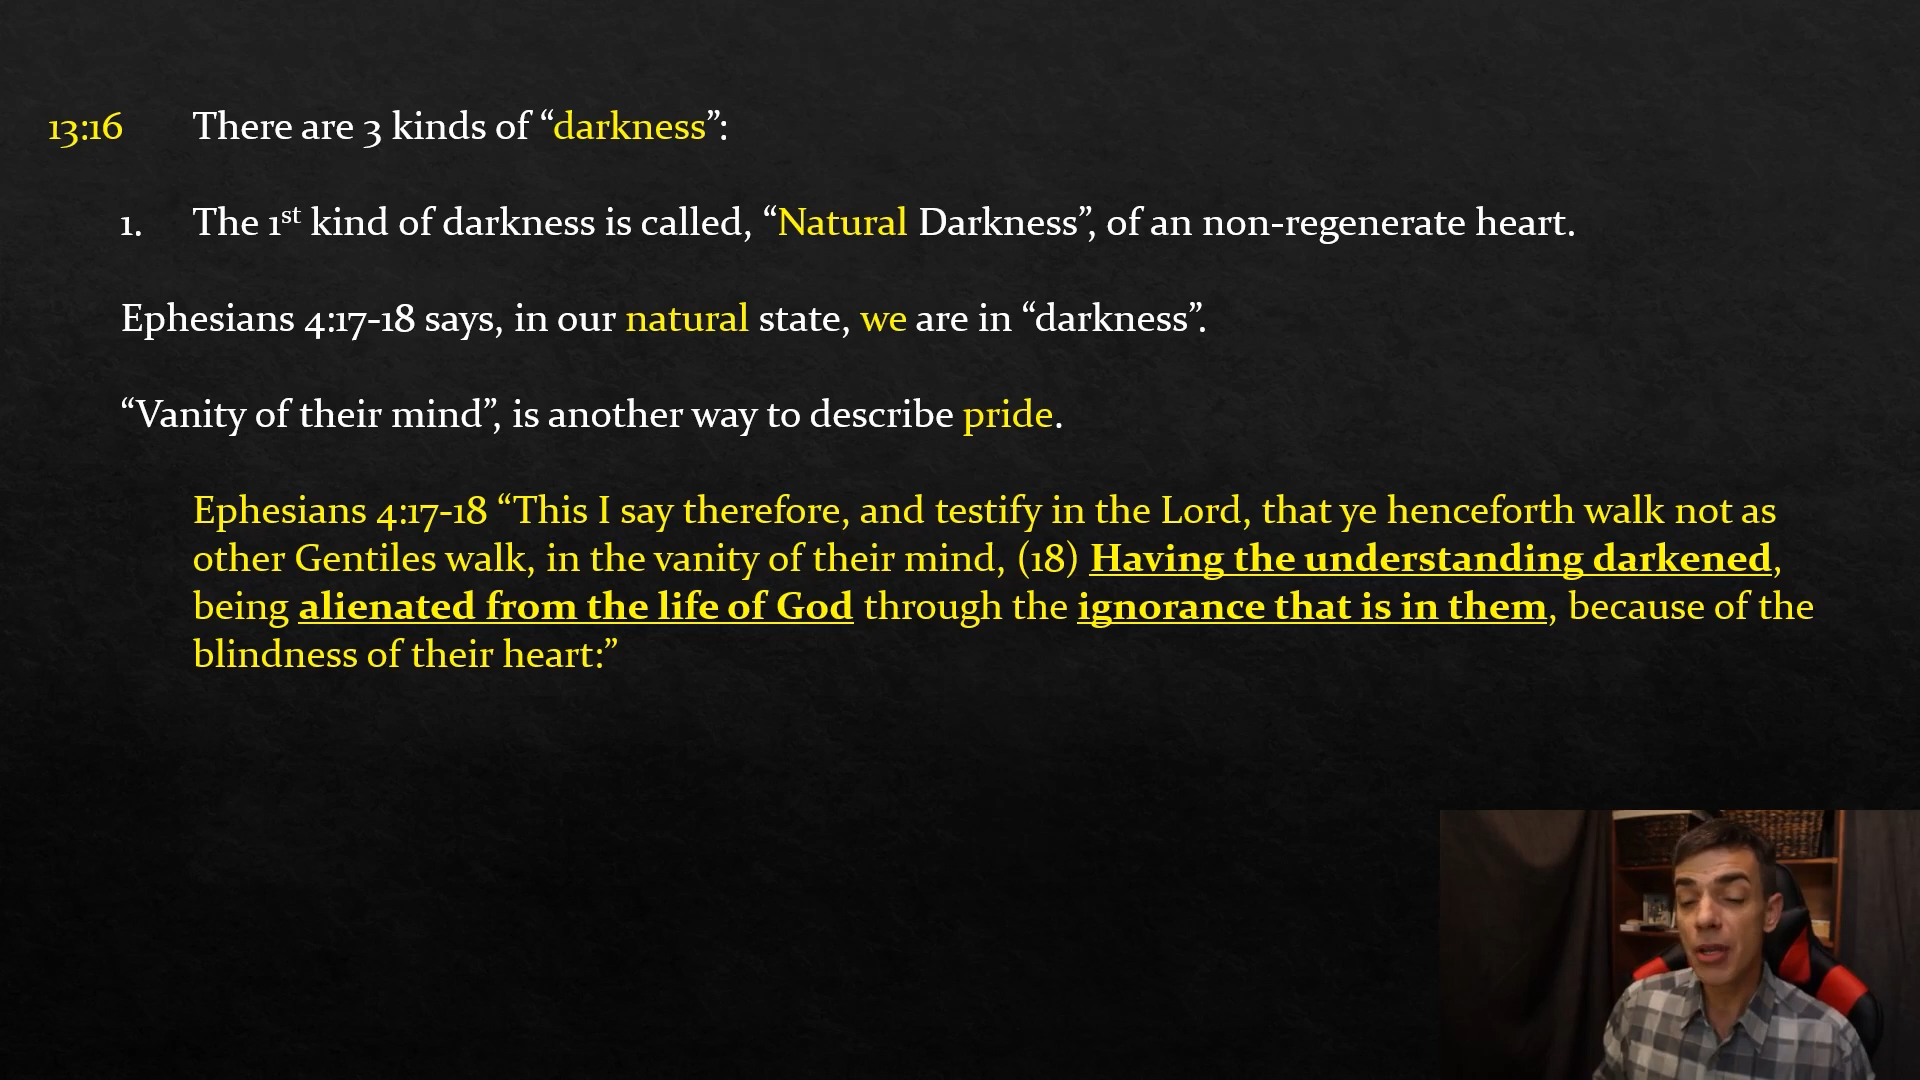 13:16 There are 3 kinds of “darkness”:
1. The 1st kind of darkness is called, “Natural Darkness”, of an non-regenerate heart.
Ephesians 4:17-18 says, in our natural state, we are in “darkness”.
“Vanity of their mind”, is another way to describe pride.
Ephesians 4:17-18 “This I say therefore, and testify in the Lord, that ye henceforth walk not as
other Gentiles walk, in the vanity of their mind, (18) Having the understanding darkened,
being alienated from the life of God through the ignorance that is in them, because of the
blindness of their heart:”